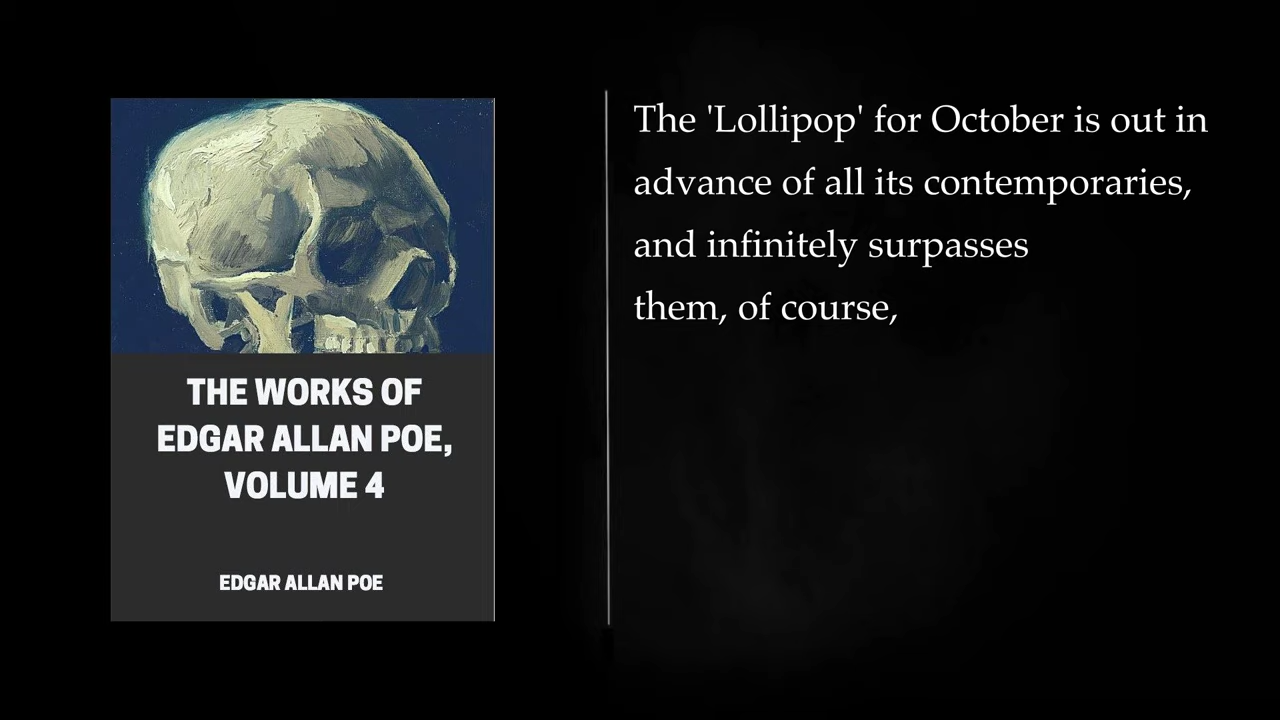 THE WORKS OF
EDGAR ALLAN POE,
VOLUME 4
EDGAR ALLAN POE
The 'Lollipop' for October is out in
advance of all its contemporaries,
and infinitely surpasses
them, of course,